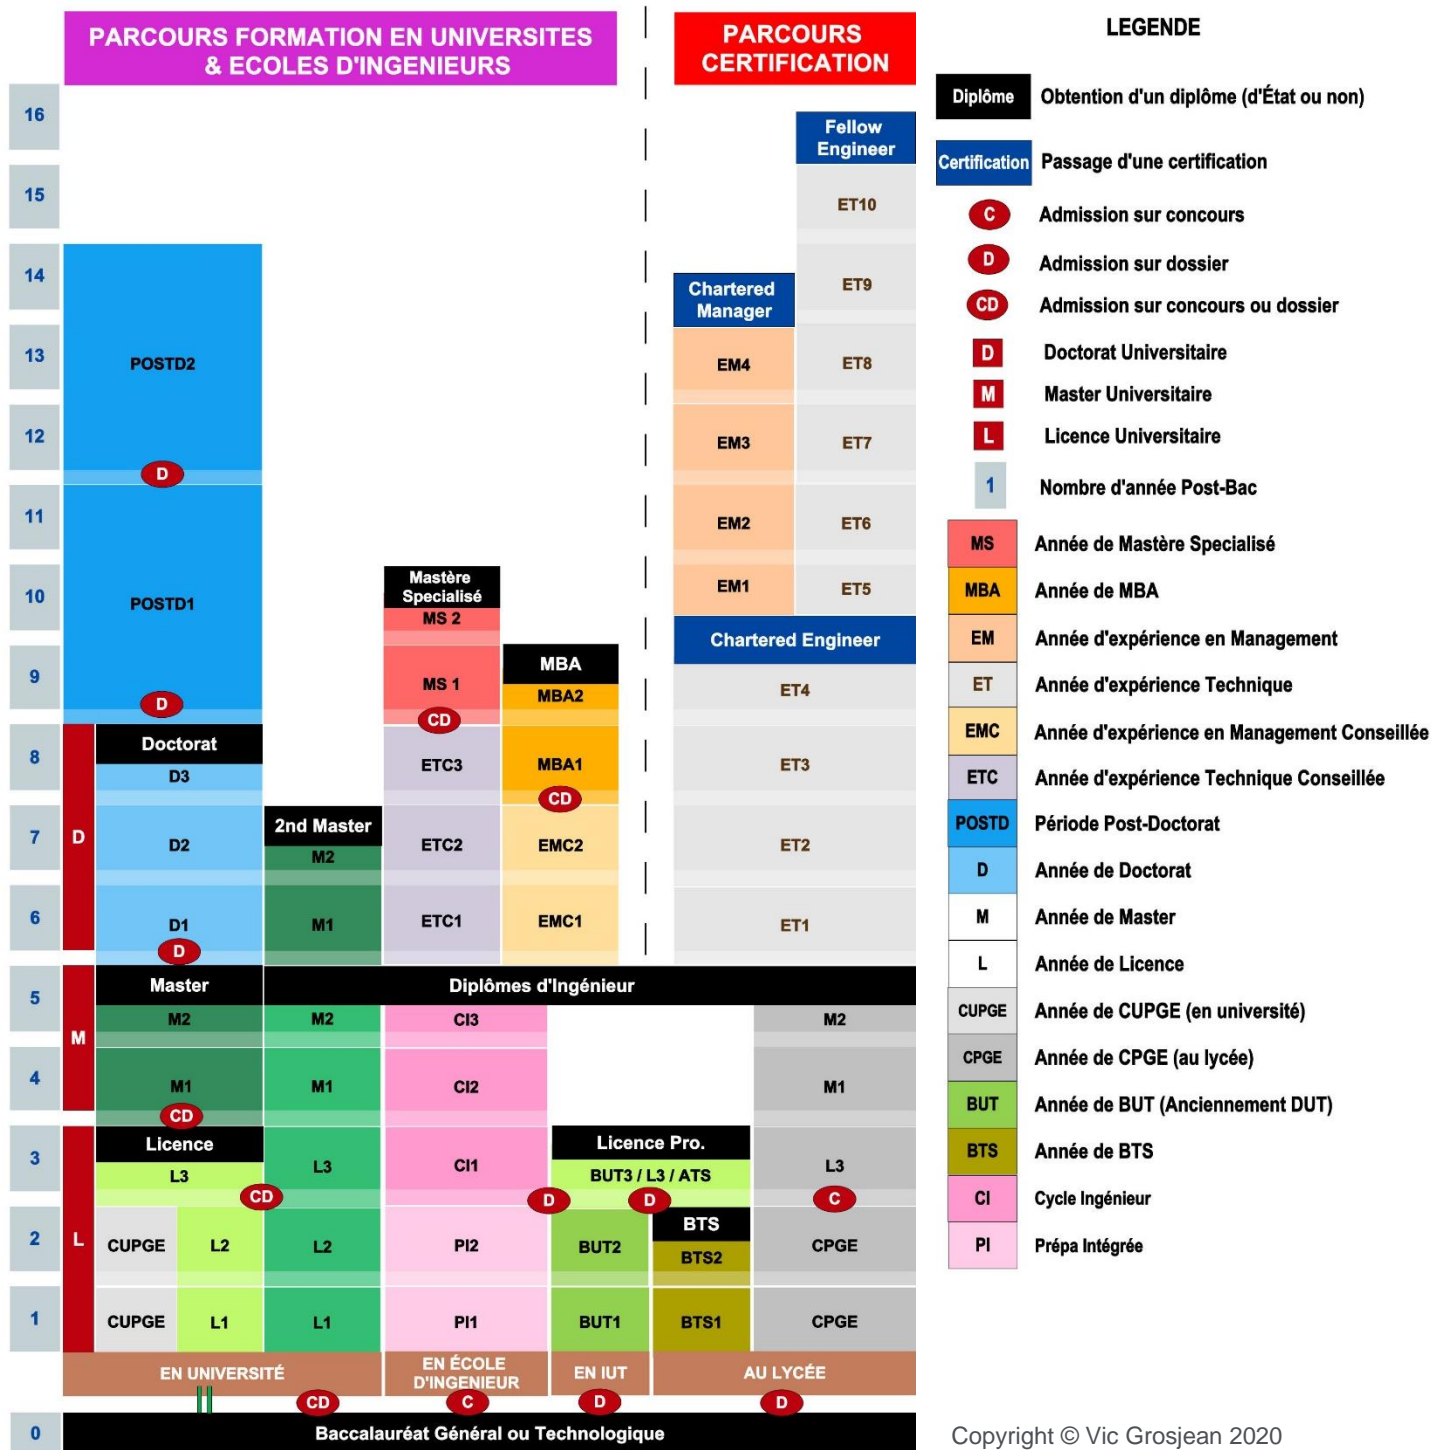 PARCOURS FORMATION EN UNIVERSITES
& ECOLES D'INGENIEURS
PARCOURS
CERTIFICATION
16
Fellow
Engineer
15
ET10
14
Chartered
Manager
ET9
13
POSTD2
EM4
ET8
12
D
EM3
ET7
11
EM2
ET6
10
POSTD1
Mastère
Specialisé
MS 2
EM1
ET5
Chartered Engineer
9
D
MS 1
CD
MBA
MBA2
ET4
8
Doctorat
D3
ETC3
MBA1
CD
ET3
7
D
D2
2nd Master
M2
ETC2
EMC2
ET2
6
D1
D
M1
ETC1
EMC1
ET1
5
Master
Diplômes d'Ingénieur
M2
M2
CI3
M2
M
4
M1
CD
M1
CI2
M1
3
Licence
L3
CD
L3
CI1
Licence Pro.
BUT3 / L3 / ATS
D
D
L3
C
2
L
CUPGE
L2
L2
PI2
BUT2
BTS
BTS2
CPGE
1
CUPGE
L1
L1
PI1
BUT1
BTS1
CPGE
EN UNIVERSITÉ
EN ÉCOLE
D'INGENIEUR
EN IUT
AU LYCÉE
CD
C
D
D
0
Baccalauréat Général ou Technologique
LEGENDE
Diplôme Obtention d'un diplôme (d'État ou non)
Certification Passage d'une certification
C Admission sur concours
D Admission sur dossier
CD Admission sur concours ou dossier
D Doctorat Universitaire
M Master Universitaire
L Licence Universitaire
1 Nombre d'année Post-Bac
MS Année de Mastère Specialisé
MBA Année de MBA
EM Année d'expérience en Management
ET Année d'expérience Technique
EMC Année d'expérience en Management Conseillée
ETC Année d'expérience Technique Conseillée
POSTD Période Post-Doctorat
D Année de Doctorat
M Année de Master
L Année de Licence
CUPGE Année de CUPGE (en université)
CPGE Année de CPGE (au lycée)
BUT Année de BUT (Anciennement DUT)
BTS Année de BTS
CI Cycle Ingénieur
PI Prépa Intégrée
Copyright © Vic Grosjean 2020